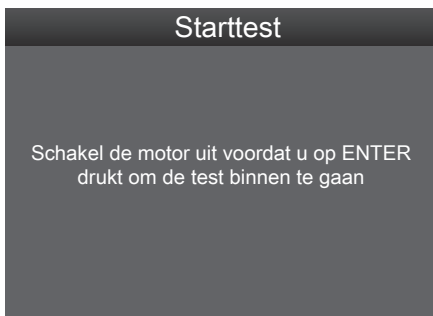 Starttest
Schakel de motor uit voordat u op ENTER
drukt om de test binnen te gaan